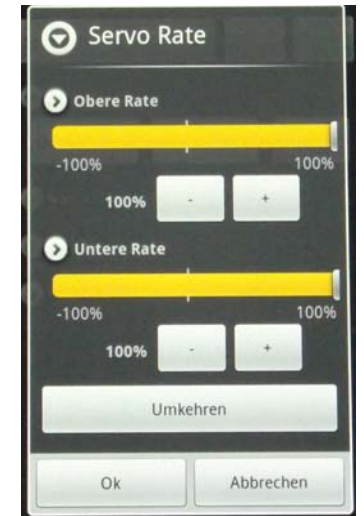 Servo Rate
Obere Rate
-100% 100%
100% - +
Untere Rate
-100% 100%
100% - +
Umkehren
Ok Abbrechen